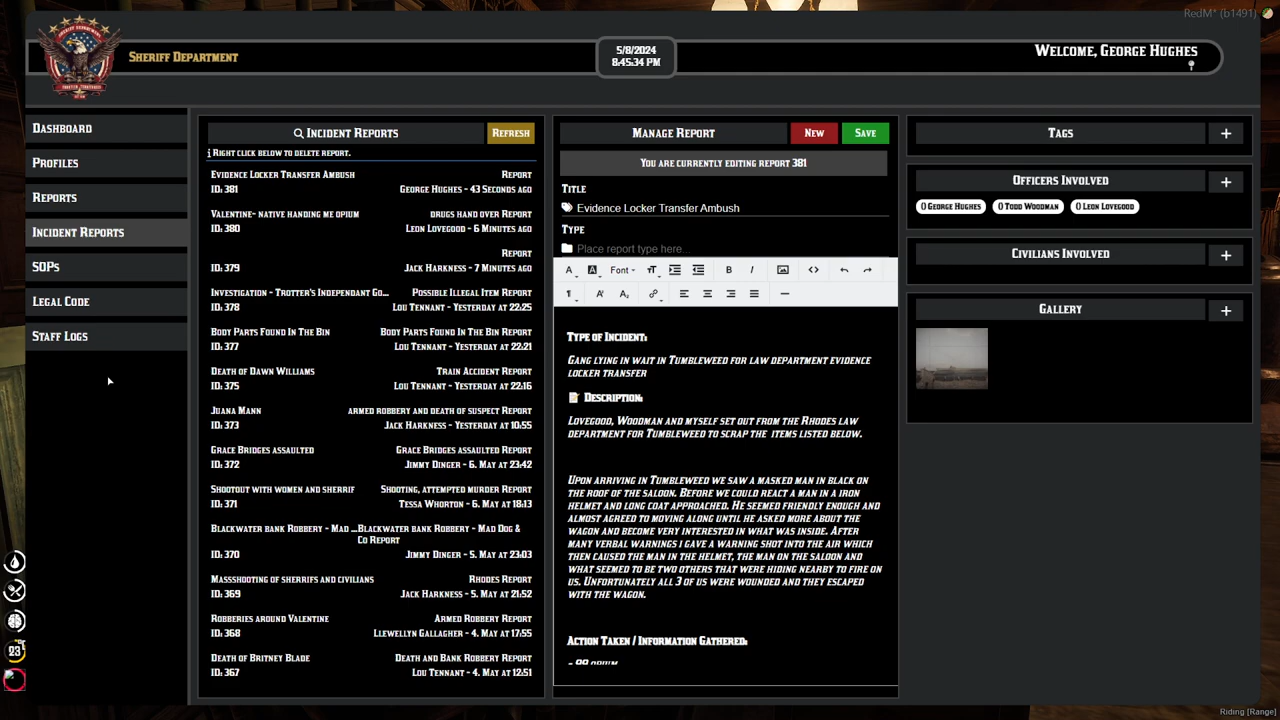 RedM* (b1491)
Sheriff Department
5/8/2024
8:45:34 PM
Welcome, George Hughes
Dashboard
Profiles
Reports
Incident Reports
SOPs
Legal Code
Staff Logs
Incident Reports
Refresh
Right click below to delete report.
Evidence Locker Transfer Ambush Report
ID: 381 George Hughes - 43 Seconds ago
Valentine- native handing me opium drugs hand over Report
ID: 380 Leon Lovegood - 6 Minutes ago
Report
ID: 379 Jack Harkness - 7 Minutes ago
Investigation - Trotter's Independant Go... Possible Illegal Item Report
ID: 378 Lou Tennant - Yesterday at 22:25
Body Parts Found In The Bin Body Parts Found In The Bin Report
ID: 377 Lou Tennant - Yesterday at 22:21
Death of Dawn Williams Train Accident Report
ID: 375 Lou Tennant - Yesterday at 22:16
Juana Mann armed robbery and death of suspect Report
ID: 373 Jack Harkness - Yesterday at 10:55
Grace Bridges assaulted Grace Bridges assaulted Report
ID: 372 Jimmy Dinger - 6. May at 23:42
Shootout with women and sherrif Shooting, attempted murder Report
ID: 371 Tessa Whorton - 6. May at 18:13
Blackwater bank Robbery - Mad ... Blackwater bank Robbery - Mad Dog &
Co Report
ID: 370 Jimmy Dinger - 5. May at 23:03
Massshooting of sherrifs and civilians Rhodes Report
ID: 369 Jack Harkness - 5. May at 21:52
Robberies around Valentine Armed Robbery Report
ID: 368 Llewellyn Gallagher - 4. May at 17:55
Death of Britney Blade Death and Bank Robbery Report
ID: 367 Lou Tennant - 4. May at 12:51
Manage Report
New
Save
You are currently editing report 381
Title
Evidence Locker Transfer Ambush
Type
Place report type here...
Font
Type of Incident:
Gang lying in wait in Tumbleweed for law department evidence
locker transfer
Description:
Lovegood, Woodman and myself set out from the Rhodes law
department for Tumbleweed to scrap the items listed below.
Upon arriving in Tumbleweed we saw a masked man in black on
the roof of the saloon. Before we could react a man in a iron
helmet and long coat approached. He seemed friendly enough and
almost agreed to moving along until he asked more about the
wagon and become very interested in what was inside. After
many verbal warnings I gave a warning shot into the air which
then caused the man in the helmet, the man on the saloon and
what seemed to be two others that were hiding nearby to fire on
us. Unfortunately all 3 of us were wounded and they escaped
with the wagon.
Action Taken / Information Gathered:
- 99 opium
Tags
Officers Involved
() George Hughes
() Todd Woodman
() Leon Lovegood
Civilians Involved
Gallery
23
Riding [Range]